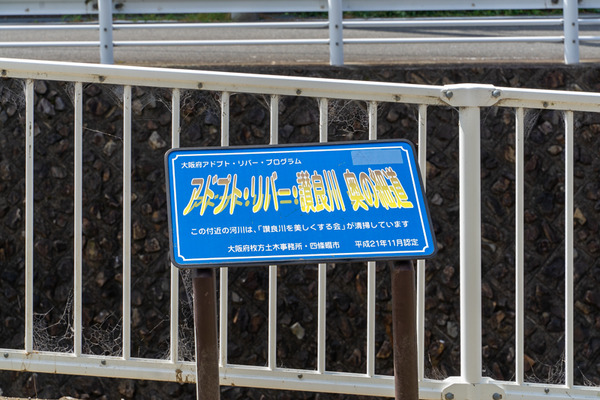 大阪府アドプト・リバー・プログラム
アドプト・リバー・讃良川 奥の細道
この付近の河川は、「讃良川を美しくする会」が清掃しています
大阪府枚方土木事務所・四條畷市 平成21年11月認定